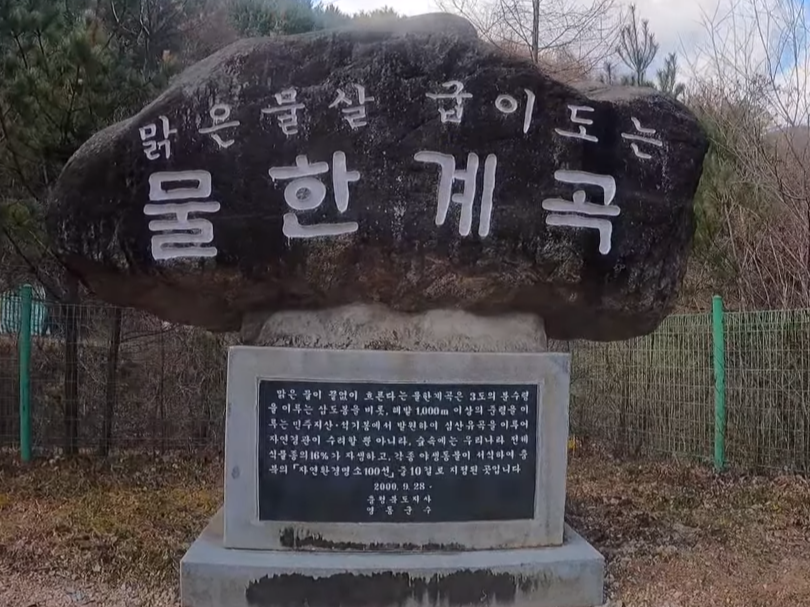 맑은 물살 굽이도는
물한계곡
맑은 물이 끝없이 흐른다는 물한계곡은 3도의 분수령
을 이루는 삼도봉을 비롯, 해발 1,000m 이상의 준령을 이
루는 민주지산·석기봉에서 발원하여 심산유곡을 이루어
자연경관이 수려할 뿐 아니라, 숲속에는 우리나라 전체
식물종의 16%가 자생하고, 각종 야생동물이 서식하여 충
북의 「자연환경명소100선」 중 10걸로 지정된 곳입니다
2000. 9. 28.
충청북도지사
영동군수